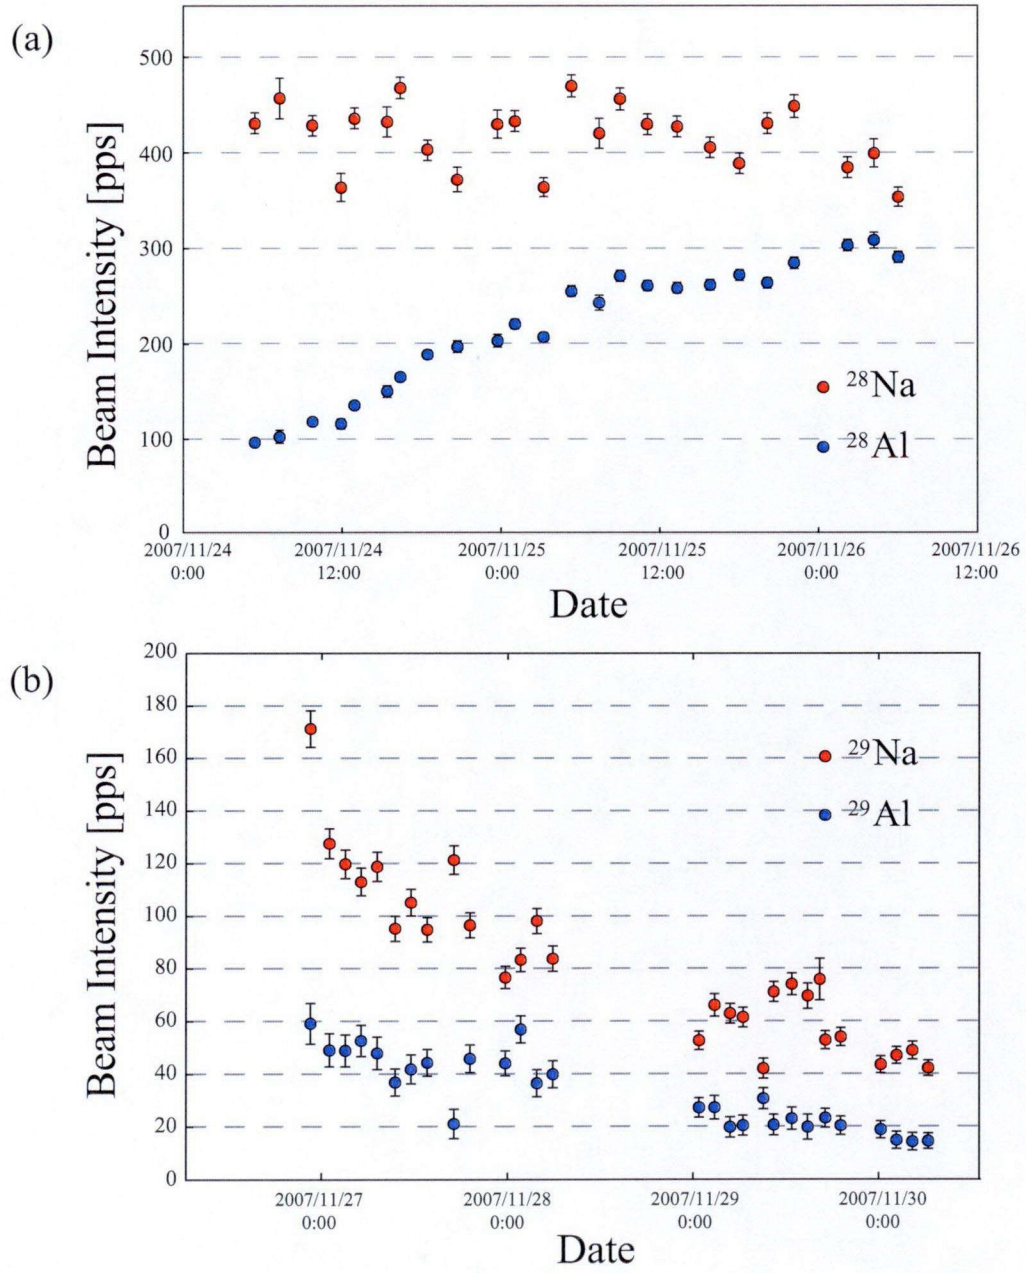 (a)
Beam Intensity [pps]
500
400
300
200
100
0
²⁸Na
²⁸Al
2007/11/24 2007/11/24 2007/11/25 2007/11/25 2007/11/26 2007/11/26
0:00 12:00 0:00 12:00 0:00 12:00
Date
(b)
Beam Intensity [pps]
200
180
160
140
120
100
80
60
40
20
0
²⁹Na
²⁹Al
2007/11/27 2007/11/28 2007/11/29 2007/11/30
0:00 0:00 0:00 0:00
Date